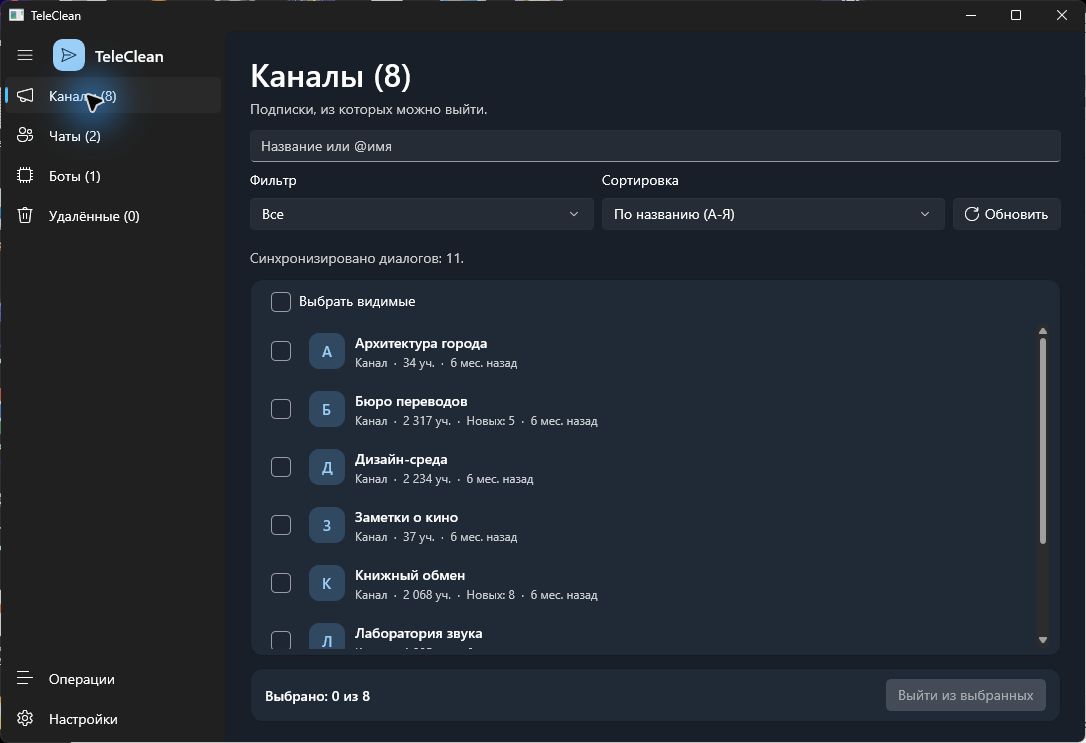 TeleClean
TeleClean
Каналы (8)
Чаты (2)
Боты (1)
Удалённые (0)
Операции
Настройки
Каналы (8)
Подписки, из которых можно выйти.
Название или @имя
Фильтр
Сортировка
Все
По названию (А-Я)
Обновить
Синхронизировано диалогов: 11.
Выбрать видимые
А
Архитектура города
Канал · 34 уч. · 6 мес. назад
Б
Бюро переводов
Канал · 2 317 уч. · Новых: 5 · 6 мес. назад
Д
Дизайн-среда
Канал · 2 234 уч. · 6 мес. назад
З
Заметки о кино
Канал · 37 уч. · 6 мес. назад
К
Книжный обмен
Канал · 2 068 уч. · Новых: 8 · 6 мес. назад
Л
Лаборатория звука
Выбрано: 0 из 8
Выйти из выбранных